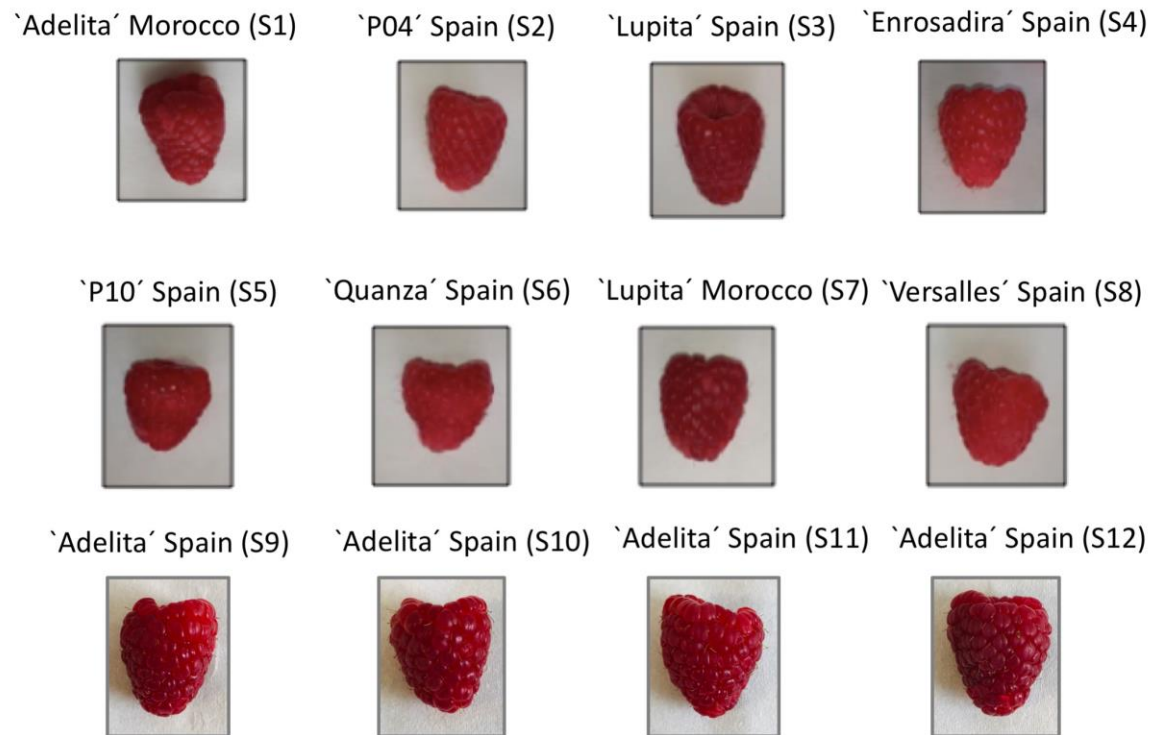 `Adelita´ Morocco (S1)
`P04´ Spain (S2)
`Lupita´ Spain (S3)
`Enrosadira´ Spain (S4)
`P10´ Spain (S5)
`Quanza´ Spain (S6)
`Lupita´ Morocco (S7)
`Versalles´ Spain (S8)
`Adelita´ Spain (S9)
`Adelita´ Spain (S10)
`Adelita´ Spain (S11)
`Adelita´ Spain (S12)